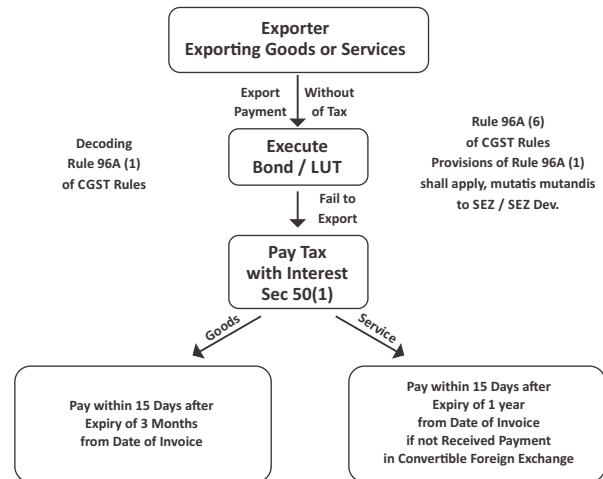 Exporter
Exporting Goods or Services
Export Without
Payment of Tax
Decoding
Rule 96A (1)
of CGST Rules
Execute
Bond / LUT
Rule 96A (6)
of CGST Rules
Provisions of Rule 96A (1)
shall apply, mutatis mutandis
to SEZ / SEZ Dev.
Fail to
Export
Pay Tax
with Interest
Sec 50(1)
Goods
Service
Pay within 15 Days after
Expiry of 3 Months
from Date of Invoice
Pay within 15 Days after
Expiry of 1 year
from Date of Invoice
if not Received Payment
in Convertible Foreign Exchange